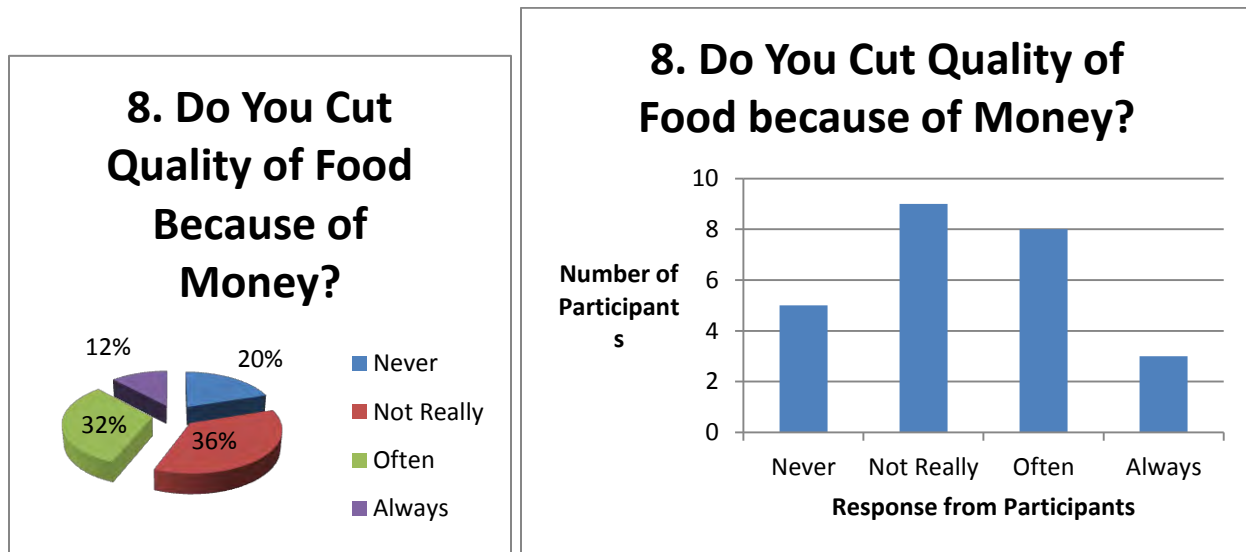 8. Do You Cut
Quality of Food
Because of
Money?
12%
20%
32%
36%
Never
Not Really
Often
Always
8. Do You Cut Quality of
Food because of Money?
10
8
6
4
2
0
Number of
Participant
s
Never Not Really Often Always
Response from Participants